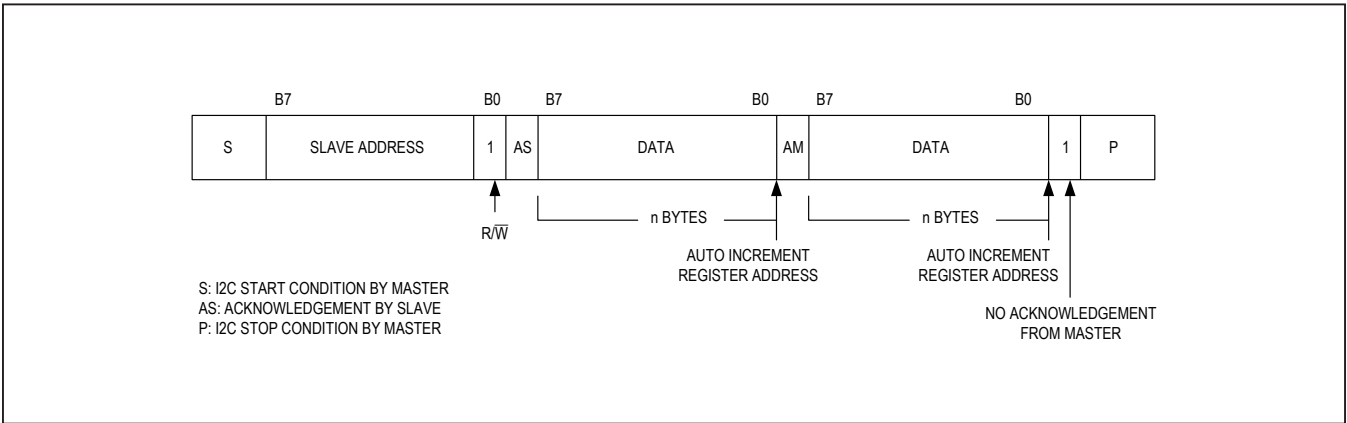 B7 B0 B7 B0 B7 B0
S SLAVE ADDRESS 1 AS DATA AM DATA 1 P
n BYTES n BYTES
R/W̅
AUTO INCREMENT
REGISTER ADDRESS
AUTO INCREMENT
REGISTER ADDRESS
S: I2C START CONDITION BY MASTER
AS: ACKNOWLEDGEMENT BY SLAVE
P: I2C STOP CONDITION BY MASTER
NO ACKNOWLEDGEMENT
FROM MASTER